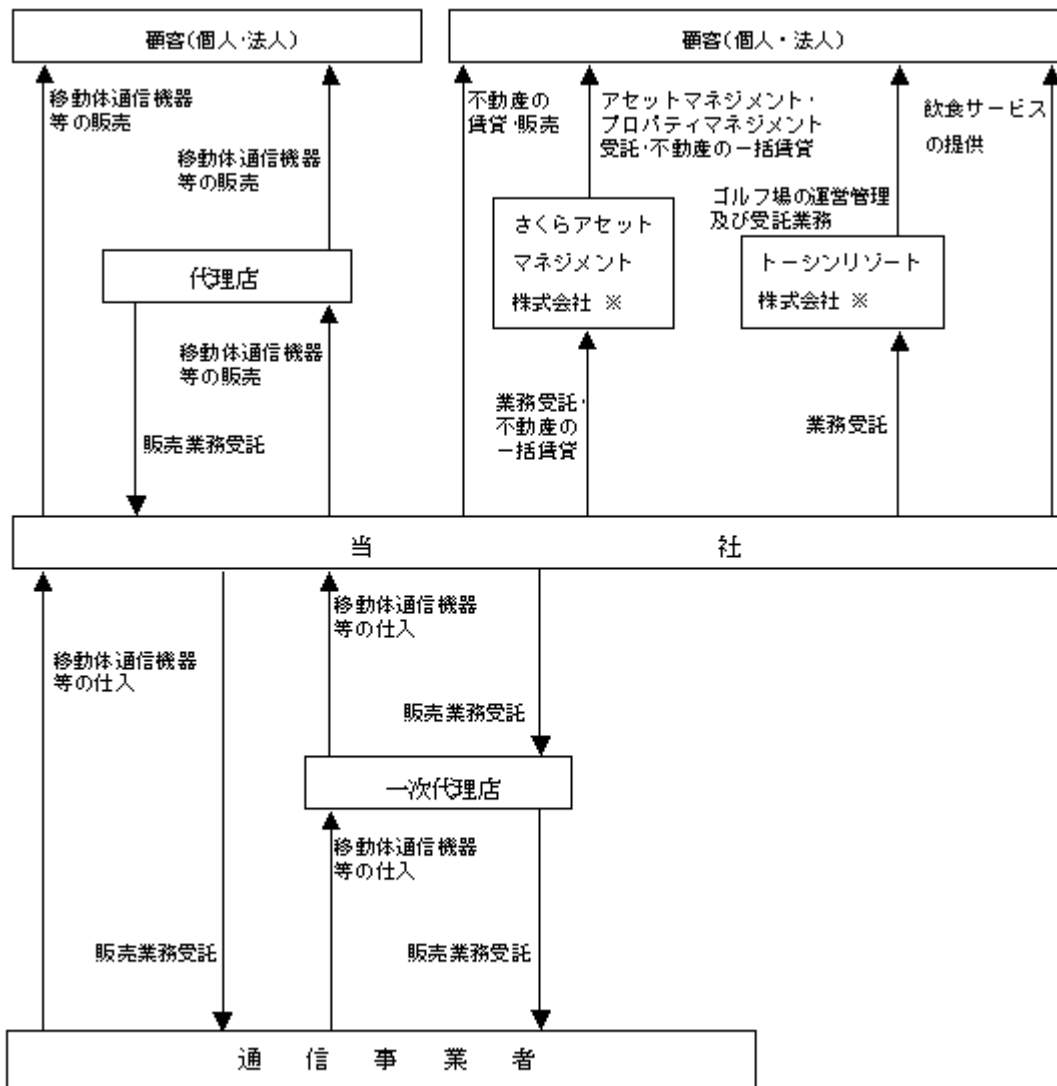 顧客(個人･法人)
顧客(個人・法人)
移動体通信機器
等の販売
移動体通信機器
等の販売
不動産の
賃貸･販売
アセットマネジメント・
プロパティマネジメント
受託･不動産の一括賃貸
飲食サービス
の提供
ゴルフ場の運営管理
及び受託業務
代理店
さくらアセット
マネジメント
株式会社 ※
トーシンリゾート
株式会社 ※
移動体通信機器
等の販売
販売業務受託
業務受託･
不動産の
一括賃貸
業務受託
当 社
移動体通信機器
等の仕入
移動体通信機器
等の仕入
販売業務受託
一次代理店
移動体通信機器
等の仕入
販売業務受託
販売業務受託
通 信 事 業 者